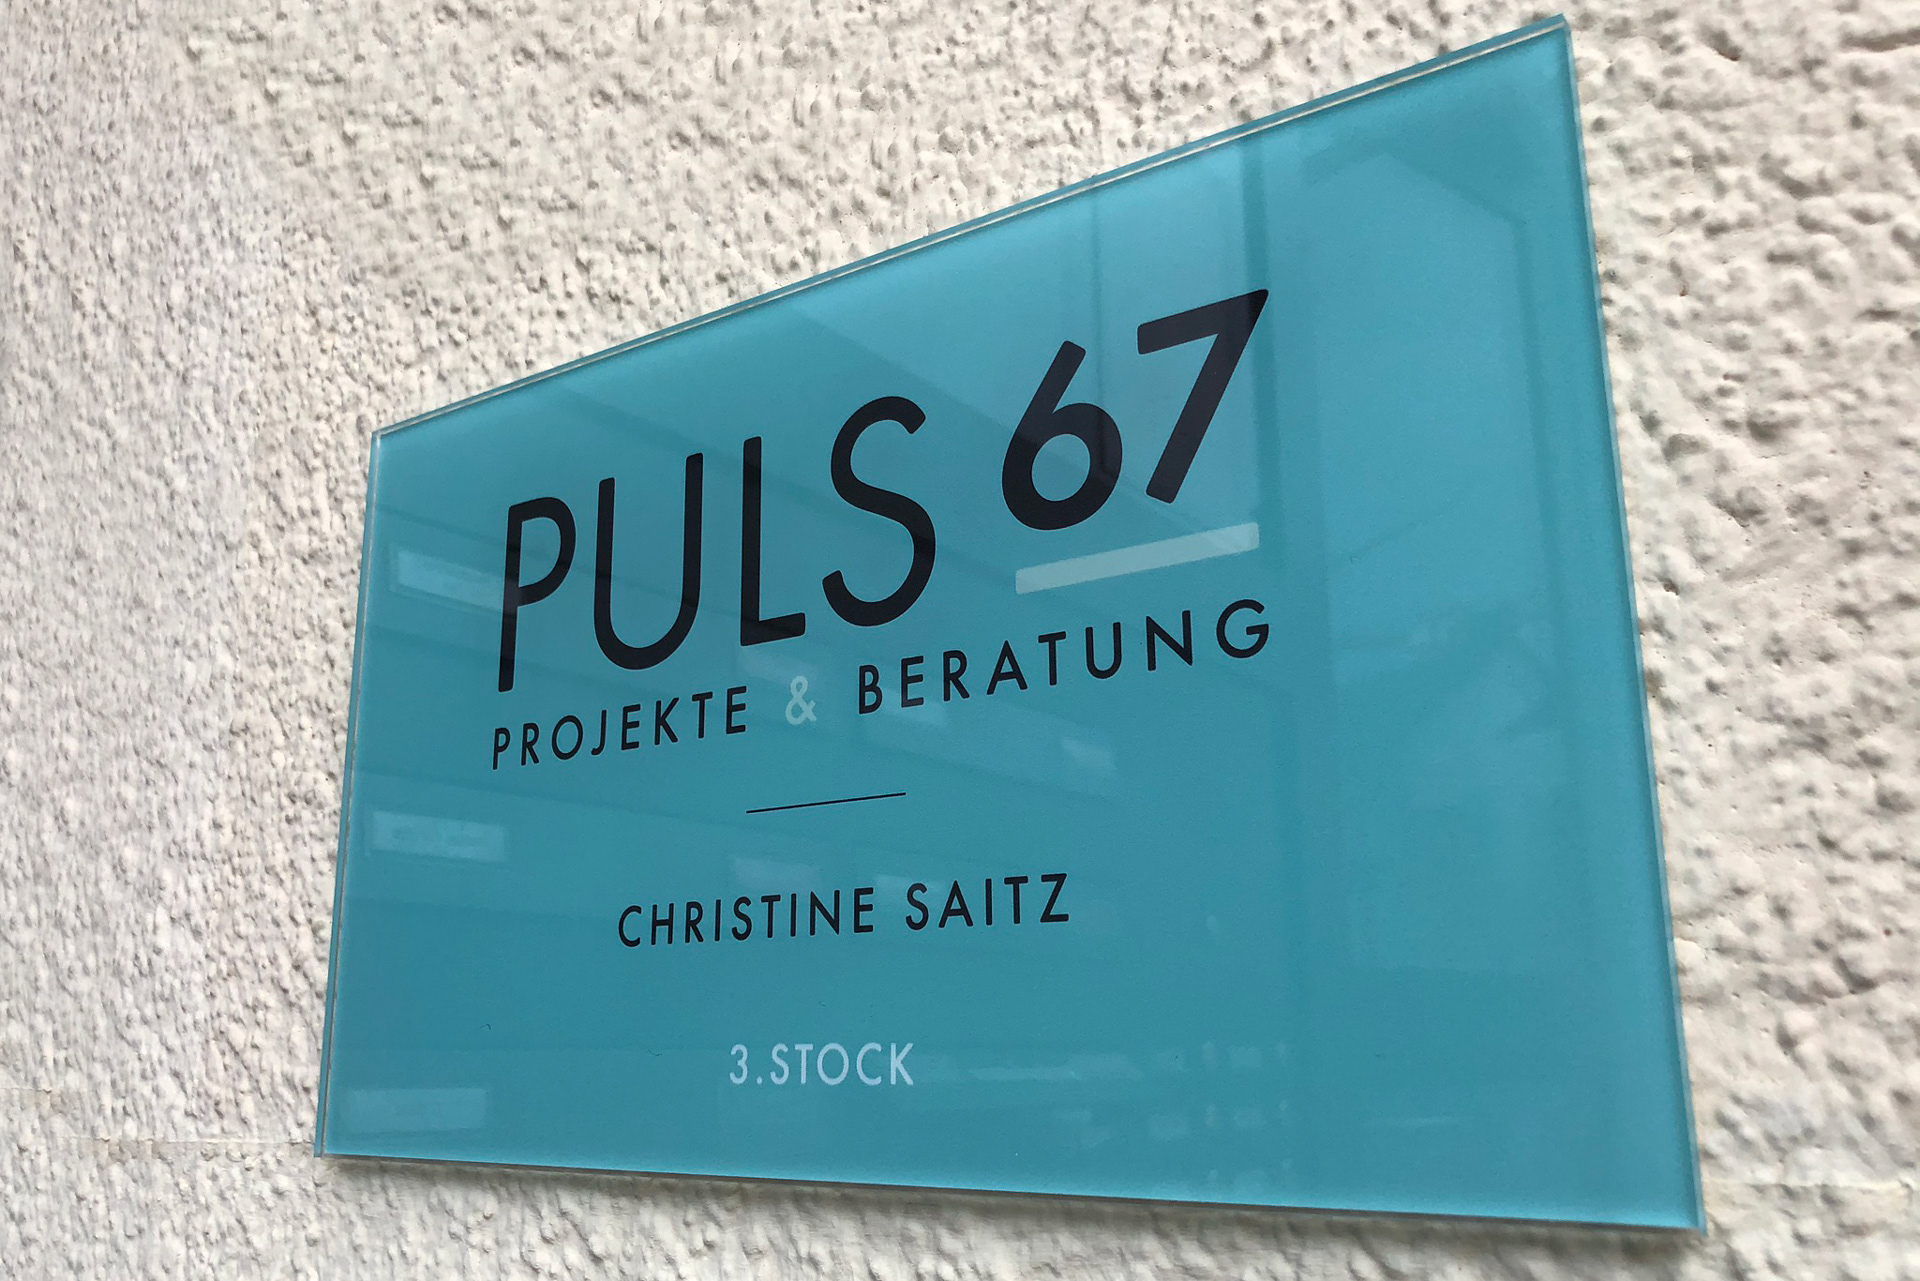 PULS 67
PROJEKTE & BERATUNG
CHRISTINE SAITZ
3.STOCK